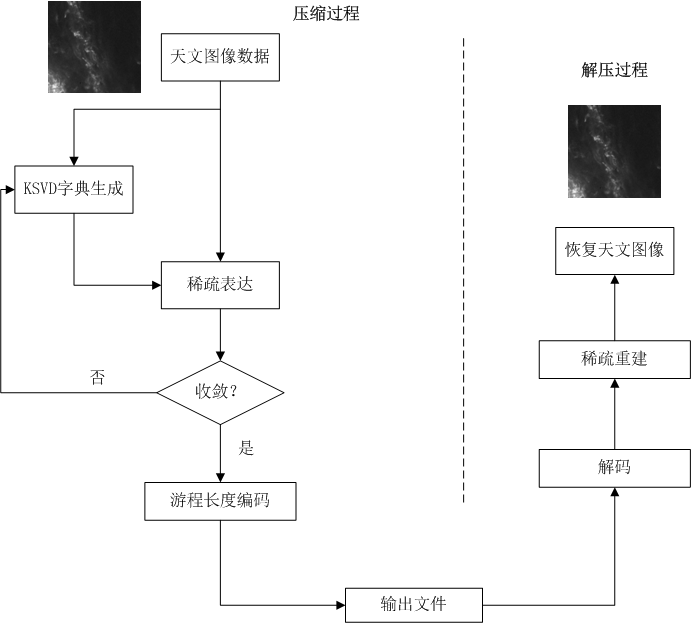 压缩过程
天文图像数据
KSVD字典生成
稀疏表达
收敛？
否
是
游程长度编码
输出文件
解压过程
恢复天文图像
稀疏重建
解码